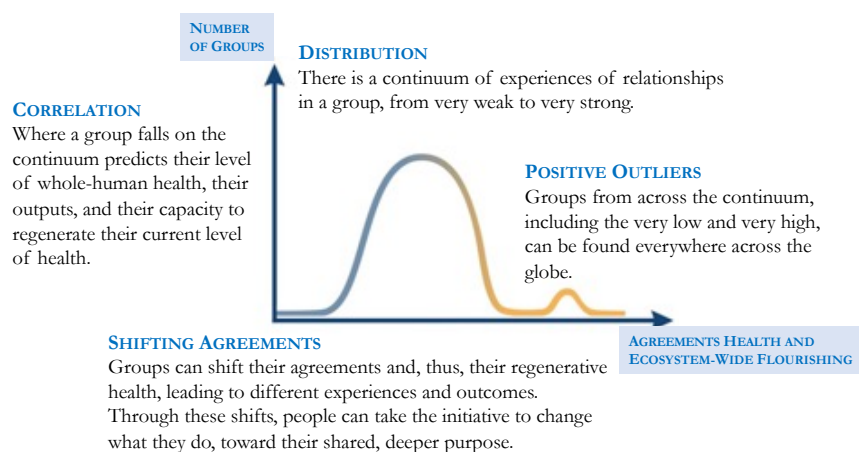 NUMBER
OF GROUPS
DISTRIBUTION
There is a continuum of experiences of relationships
in a group, from very weak to very strong.
CORRELATION
Where a group falls on the
continuum predicts their level
of whole-human health, their
outputs, and their capacity to
regenerate their current level
of health.
POSITIVE OUTLIERS
Groups from across the continuum,
including the very low and very high,
can be found everywhere across the
globe.
SHIFTING AGREEMENTS
Groups can shift their agreements and, thus, their regenerative
health, leading to different experiences and outcomes.
Through these shifts, people can take the initiative to change
what they do, toward their shared, deeper purpose.
AGREEMENTS HEALTH AND
ECOSYSTEM-WIDE FLOURISHING